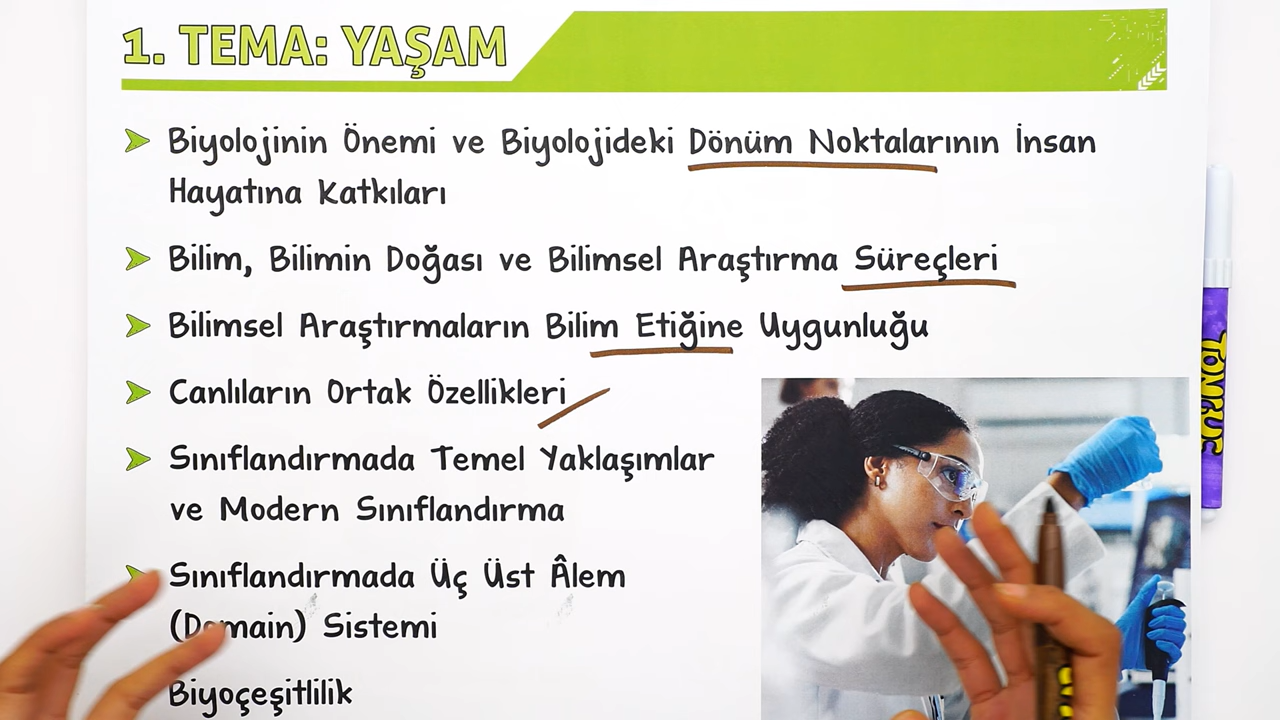 1. TEMA: YAŞAM
Biyolojinin Önemi ve Biyolojideki Dönüm Noktalarının İnsan
Hayatına Katkıları
Bilim, Bilimin Doğası ve Bilimsel Araştırma Süreçleri
Bilimsel Araştırmaların Bilim Etiğine Uygunluğu
Canlıların Ortak Özellikleri
Sınıflandırmada Temel Yaklaşımlar
ve Modern Sınıflandırma
Sınıflandırmada Üç Üst Âlem
(Domain) Sistemi
Biyoçeşitlilik
TONGUÇ